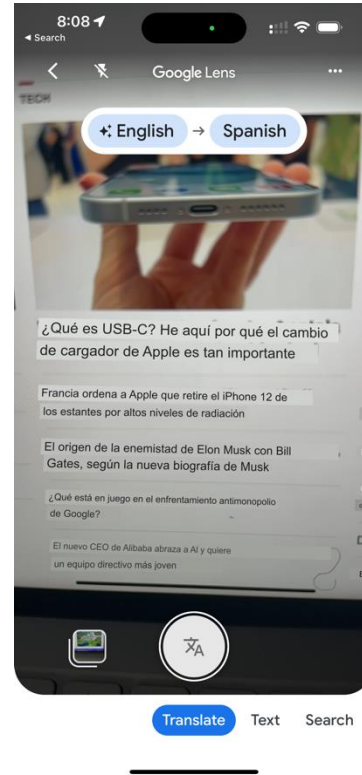 8:08
◄ Search
Google Lens
TECH
English → Spanish
¿Qué es USB-C? He aquí por qué el cambio
de cargador de Apple es tan importante
Francia ordena a Apple que retire el iPhone 12 de
los estantes por altos niveles de radiación
El origen de la enemistad de Elon Musk con Bill
Gates, según la nueva biografía de Musk
¿Qué está en juego en el enfrentamiento antimonopolio
de Google?
El nuevo CEO de Alibaba abraza a AI y quiere
un equipo directivo más joven
Translate Text Search